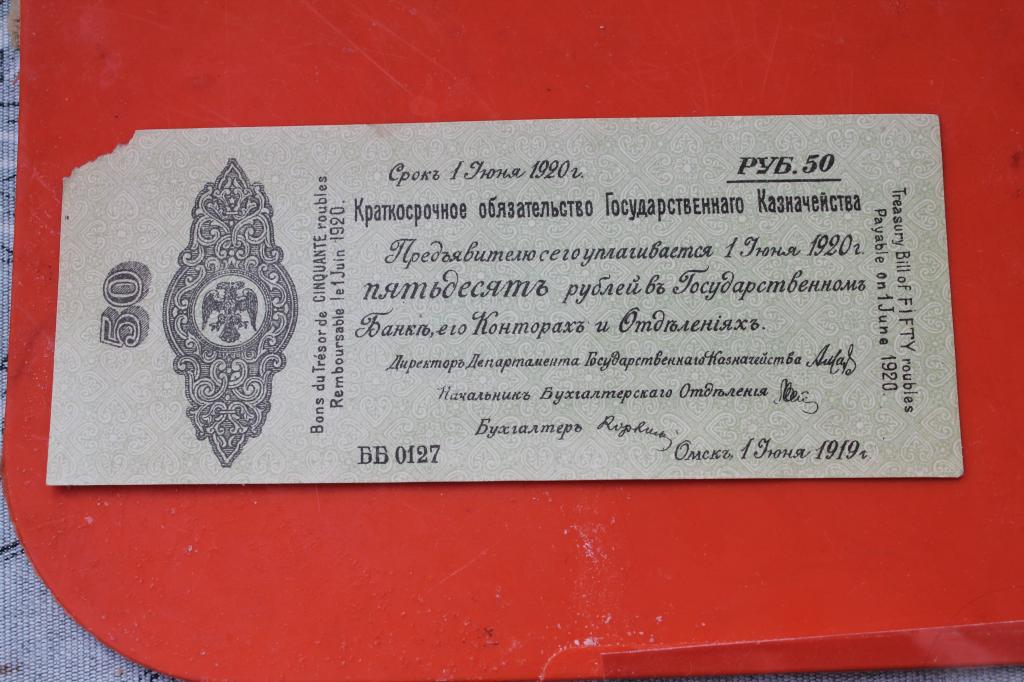 50
Bons du Trésor de CINQUANTE roubles
Remboursable le 1 Juin 1920.
Срокъ 1 Июня 1920 г.
РУБ. 50
Краткосрочное обязательство Государственнаго Казначейства
Предъявителю сего уплачивается 1 Июня 1920 г.
пятьдесятъ рублей въ Государственномъ
Банкѣ, его Конторахъ и Отдѣленіяхъ.
Директоръ Департамента Государственнаго Казначейства
Начальникъ Бухгалтерскаго Отдѣленія
Бухгалтеръ
ББ 0127
Омскъ, 1 Июня 1919 г.
Treasury Bill of FIFTY roubles
Payable on 1 June 1920.